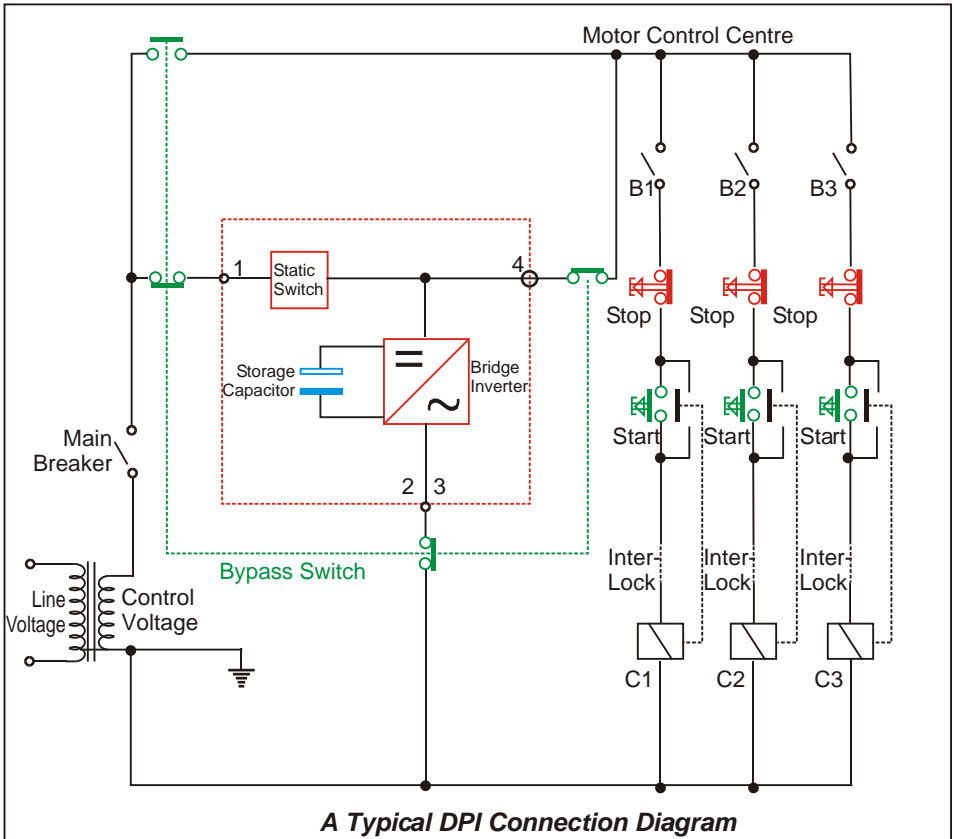 Motor Control Centre
B1
B2
B3
1
Static
Switch
4
Stop
Stop
Stop
Storage
Capacitor
Bridge
Inverter
Start
Start
Start
Main
Breaker
2 3
Bypass Switch
Inter-
Lock
Inter-
Lock
Inter-
Lock
Line
Voltage
Control
Voltage
C1
C2
C3
A Typical DPI Connection Diagram